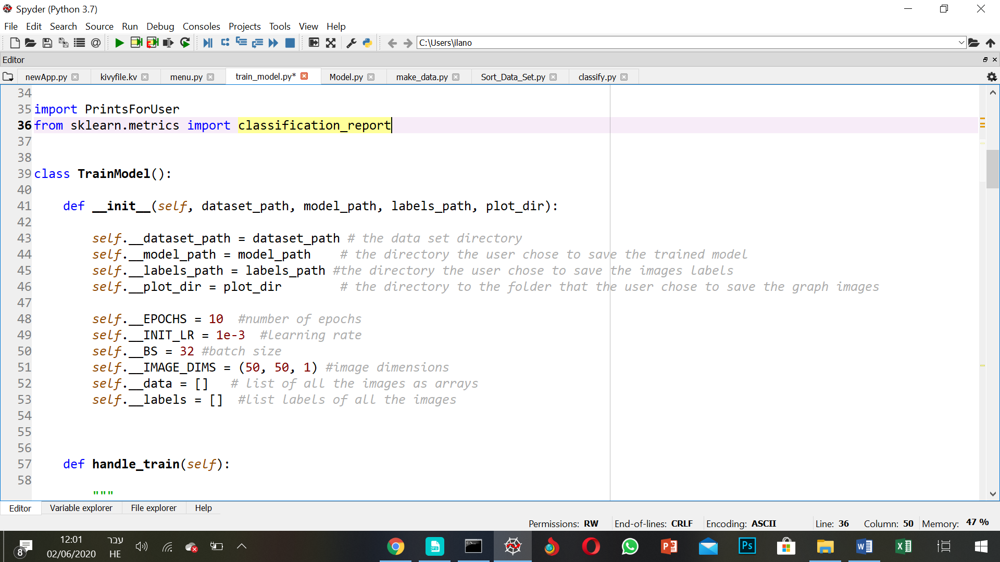 Spyder (Python 3.7)
File Edit Search Source Run Debug Consoles Projects Tools View Help
C:\Users\ilano
Editor
newApp.py kivyfile.kv menu.py train_model.py* Model.py make_data.py Sort_Data_Set.py classify.py
34
35 import PrintsForUser
36 from sklearn.metrics import classification_report
37
38
39 class TrainModel():
40
41     def __init__(self, dataset_path, model_path, labels_path, plot_dir):
42
43         self.__dataset_path = dataset_path # the data set directory
44         self.__model_path = model_path    # the directory the user chose to save the trained model
45         self.__labels_path = labels_path #the directory the user chose to save the images labels
46         self.__plot_dir = plot_dir        # the directory to the folder that the user chose to save the graph images
47
48         self.__EPOCHS = 10  #number of epochs
49         self.__INIT_LR = 1e-3  #learning rate
50         self.__BS = 32 #batch size
51         self.__IMAGE_DIMS = (50, 50, 1) #image dimensions
52         self.__data = []   # list of all the images as arrays
53         self.__labels = []  #list labels of all the images
54
55
56
57     def handle_train(self):
58
        """
Editor Variable explorer File explorer Help
Permissions: RW End-of-lines: CRLF Encoding: ASCII Line: 36 Column: 50 Memory: 47 %
8 12:01 עבר
02/06/2020 HE
JPG
C:\
Ps